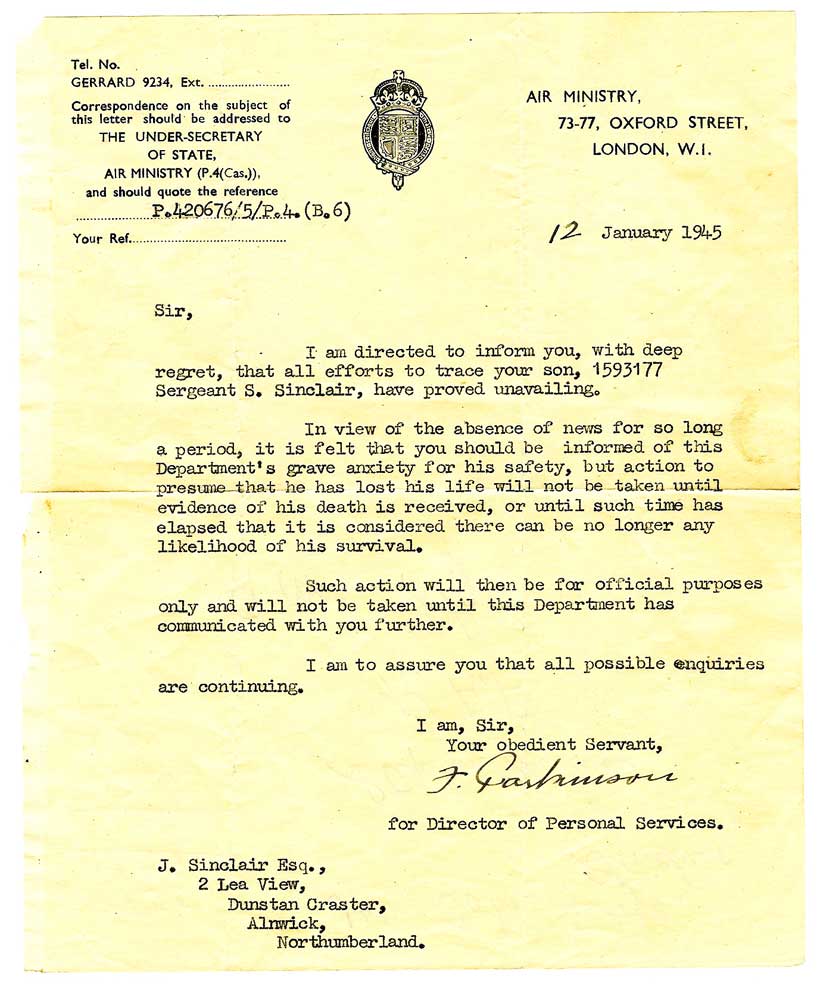 Tel. No.
GERRARD 9234, Ext. ........................
Correspondence on the subject of
this letter should be addressed to
THE UNDER-SECRETARY
OF STATE,
AIR MINISTRY (P.4(Cas.)),
and should quote the reference
P.420676/5/P.4.(B.6)
Your Ref..............................................
AIR MINISTRY,
73-77, OXFORD STREET,
LONDON, W.1.
12 January 1945
Sir,
I am directed to inform you, with deep
regret, that all efforts to trace your son, 1593177
Sergeant S. Sinclair, have proved unavailing.
In view of the absence of news for so long
a period, it is felt that you should be informed of this
Department's grave anxiety for his safety, but action to
presume that he has lost his life will not be taken until
evidence of his death is received, or until such time has
elapsed that it is considered there can be no longer any
likelihood of his survival.
Such action will then be for official purposes
only and will not be taken until this Department has
communicated with you further.
I am to assure you that all possible enquiries
are continuing.
I am, Sir,
Your obedient Servant,
F. Parkinson
for Director of Personal Services.
J. Sinclair Esq.,
2 Lea View,
Dunstan Craster,
Alnwick,
Northumberland.